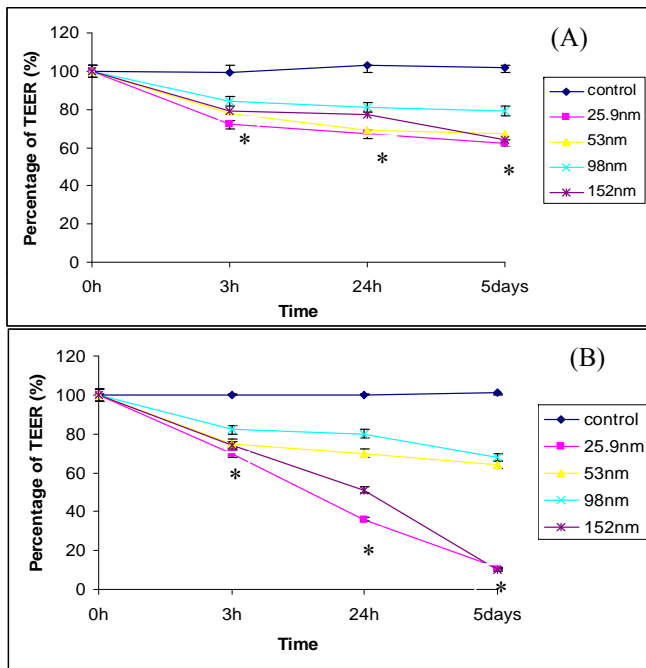 (A)
120
100
80
60
40
20
0
Percentage of TEER (%)
0h 3h 24h 5days
Time
* * *
control
25.9nm
53nm
98nm
152nm
(B)
120
100
80
60
40
20
0
Percentage of TEER (%)
0h 3h 24h 5days
Time
* * *
control
25.9nm
53nm
98nm
152nm